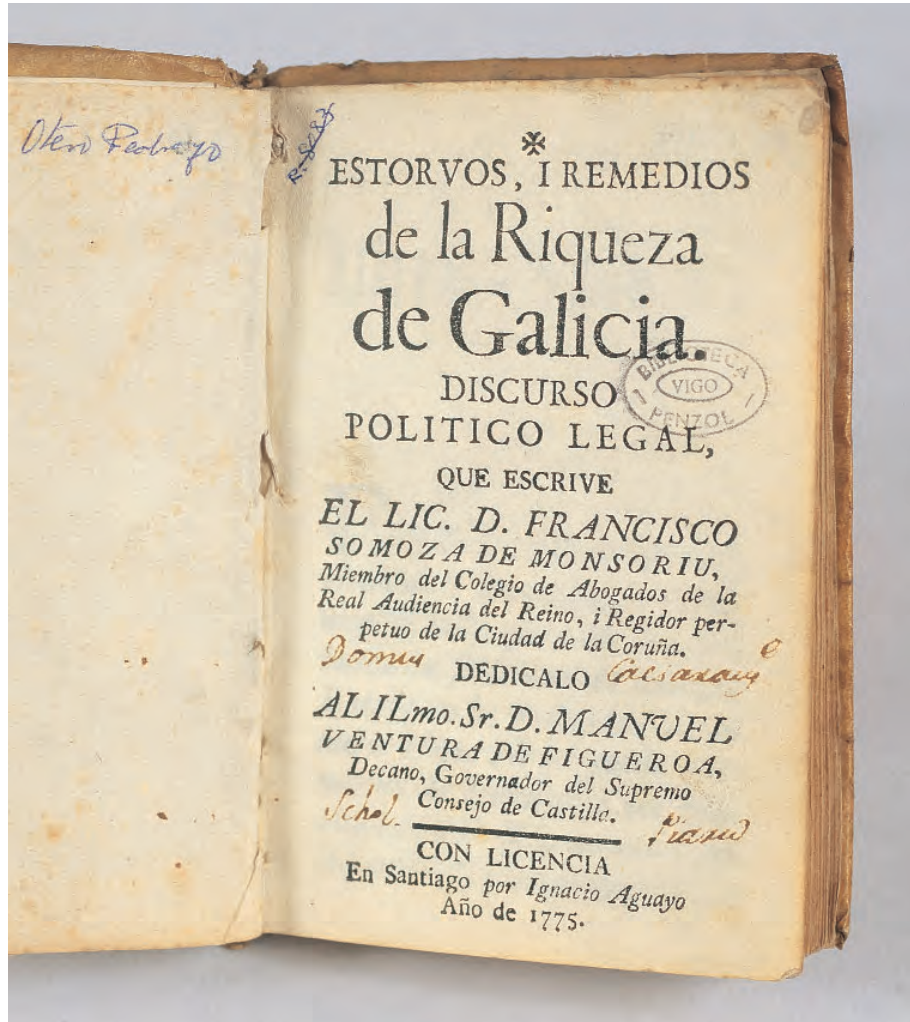 Otero Pedrayo
✠
ESTORVOS, I REMEDIOS
de la Riqueza
de Galicia.
BIBLIOTECA
VIGO
PENZOL
DISCURSO
POLITICO LEGAL,
QUE ESCRIVE
EL LIC. D. FRANCISCO
SOMOZA DE MONSORIU,
Miembro del Colegio de Abogados de la
Real Audiencia del Reino, i Regidor per-
petuo de la Ciudad de la Coruña.
Domus
DEDICALO
AL ILmo. Sr. D. MANUEL
VENTURA DE FIGUEROA,
Decano, Governador del Supremo
Consejo de Castilla.
Schol.
CON LICENCIA
En Santiago por Ignacio Aguayo
Año de 1775.